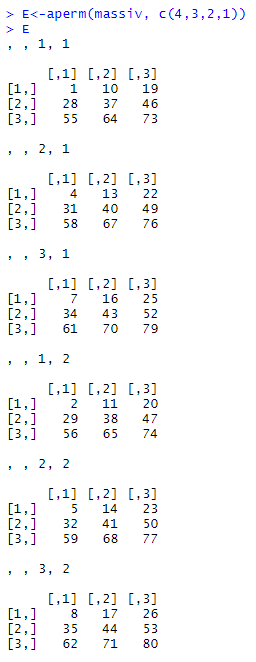 > E<-aperm(massiv, c(4,3,2,1))
> E
, , 1, 1
     [,1] [,2] [,3]
[1,]    1   10   19
[2,]   28   37   46
[3,]   55   64   73
, , 2, 1
     [,1] [,2] [,3]
[1,]    4   13   22
[2,]   31   40   49
[3,]   58   67   76
, , 3, 1
     [,1] [,2] [,3]
[1,]    7   16   25
[2,]   34   43   52
[3,]   61   70   79
, , 1, 2
     [,1] [,2] [,3]
[1,]    2   11   20
[2,]   29   38   47
[3,]   56   65   74
, , 2, 2
     [,1] [,2] [,3]
[1,]    5   14   23
[2,]   32   41   50
[3,]   59   68   77
, , 3, 2
     [,1] [,2] [,3]
[1,]    8   17   26
[2,]   35   44   53
[3,]   62   71   80